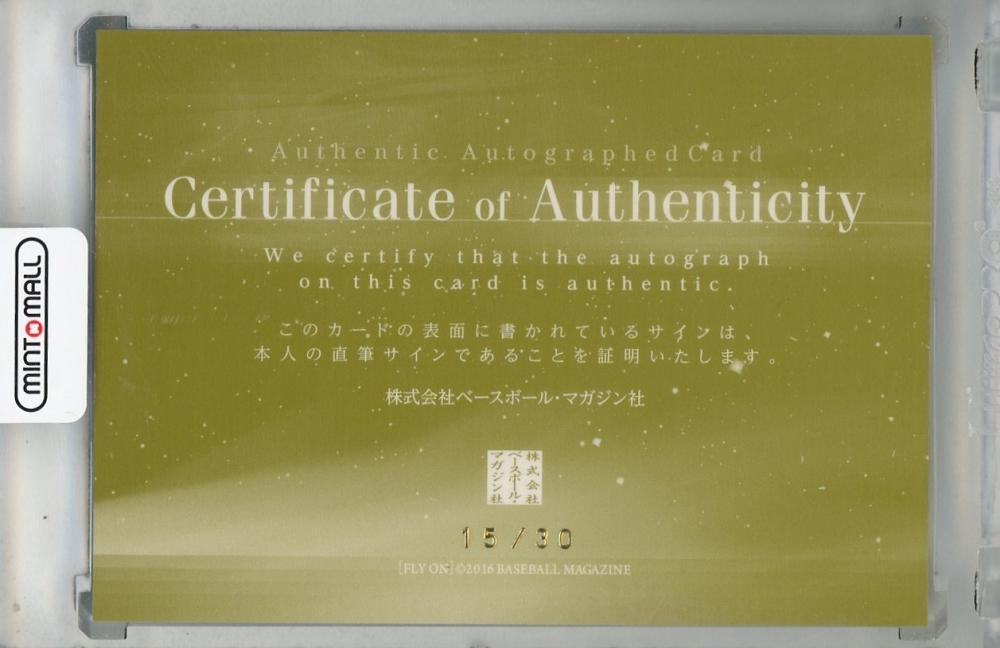 Authentic AutographedCard
Certificate of Authenticity
We certify that the autograph
on this card is authentic.
このカードの表面に書かれているサインは、
本人の直筆サインであることを証明いたします。
株式会社ベースボール・マガジン社
株式会社
ベースボール・
マガジン社
15/30
[FLY ON]©2016 BASEBALL MAGAZINE
MINTOMALL